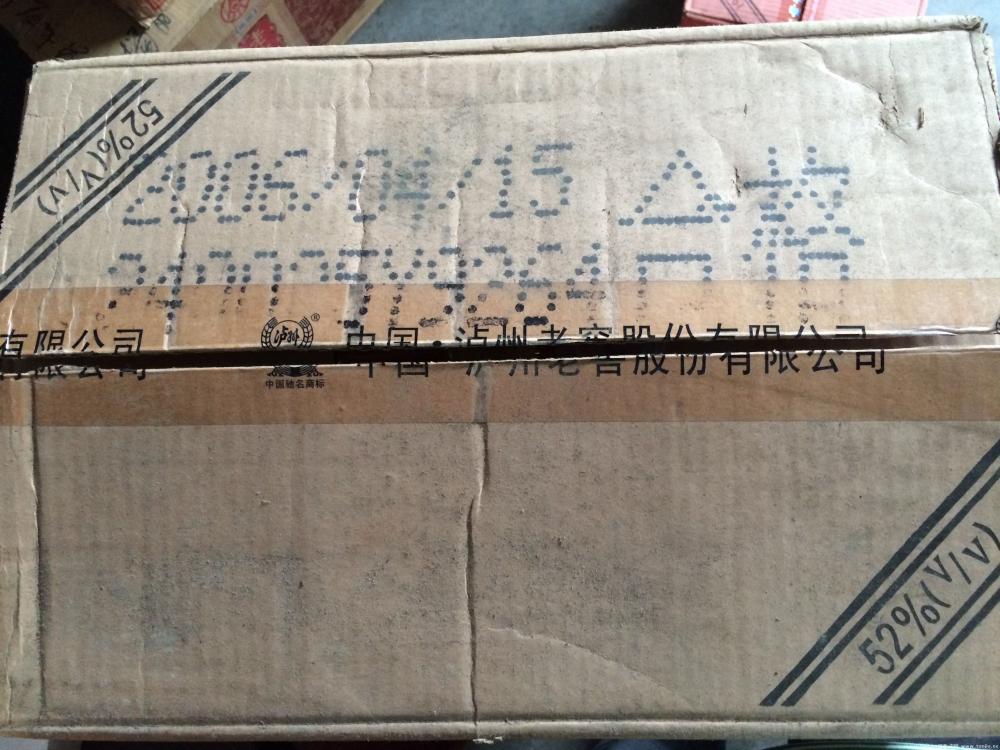 52%(V/V)
2006/04/15 合格
有限公司
泸州
®
中国驰名商标
中国·泸州老窖股份有限公司
52%(V/V)